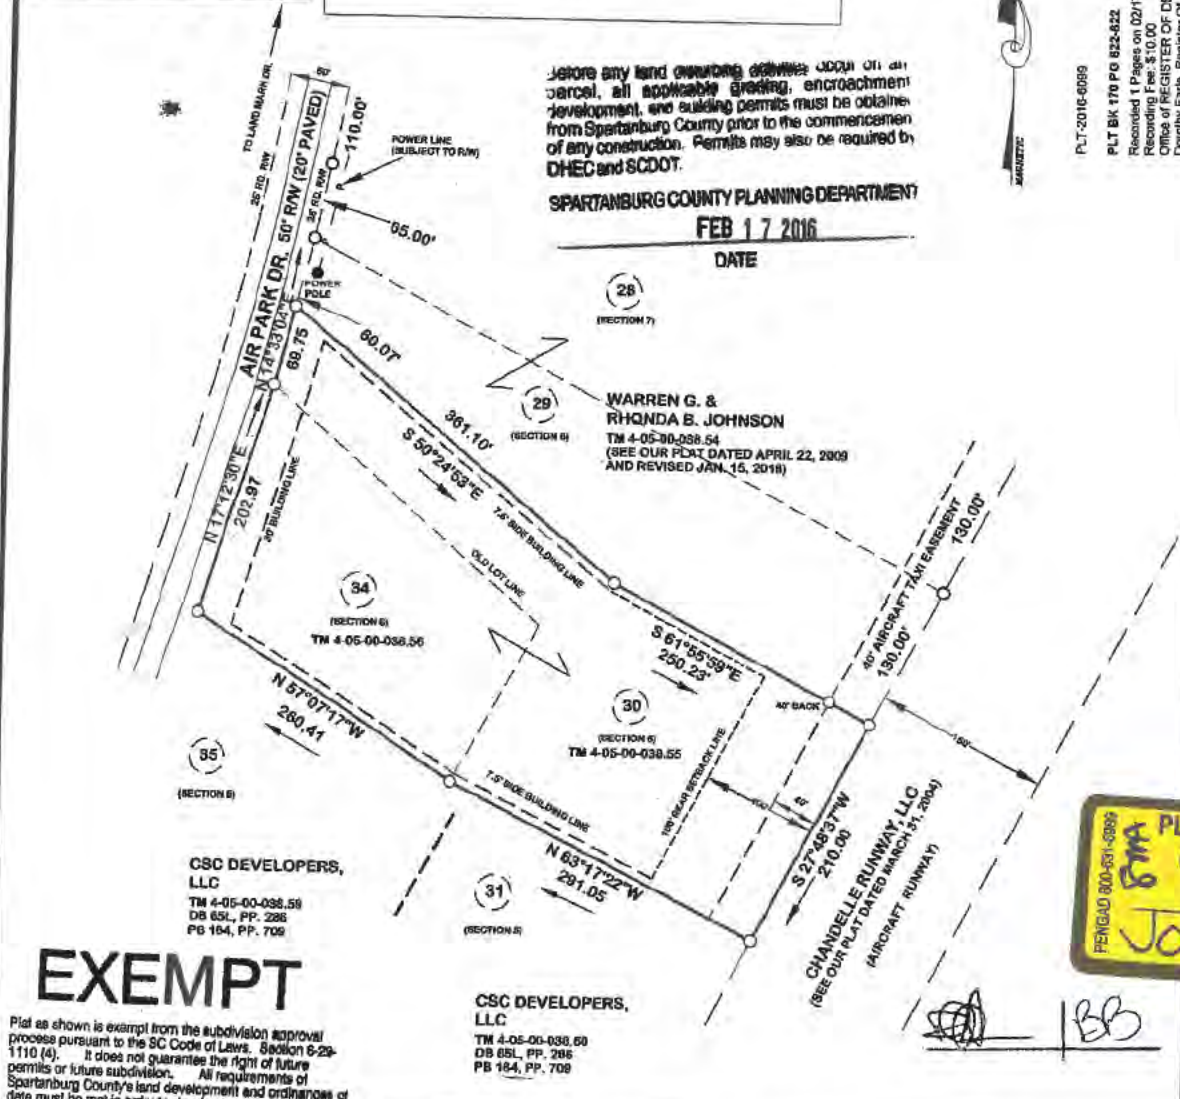 Before any land disturbing activities occur on an
parcel, all applicable grading, encroachment
development, and building permits must be obtained
from Spartanburg County prior to the commencemen
of any construction. Permits may also be required by
DHEC and SCDOT.
SPARTANBURG COUNTY PLANNING DEPARTMENT
FEB 17 2016
DATE
PLT-2016-6099
PLT BK 170 PG 622-622
Recorded 1 Pages on 02/1
Recording Fee: $10.00
Office of REGISTER OF DE
MAGNETIC
TO LAND MARK DR.
25' RD. R/W
AIR PARK DR. 50' R/W (20' PAVED)
50'
110.00'
POWER LINE
(SUBJECT TO R/W)
25' RD. R/W
65.00'
POWER
POLE
60.07'
N 14°33'04"E
69.75
N 17°12'30"E
202.97
20' BUILDING LINE
361.10'
S 50°24'53"E
7.5' SIDE BUILDING LINE
OLD LOT LINE
28
(SECTION 7)
29
(SECTION 6)
WARREN G. &
RHONDA B. JOHNSON
TM 4-05-00-038.54
(SEE OUR PLAT DATED APRIL 22, 2009
AND REVISED JAN. 15, 2016)
40' AIRCRAFT TAXI EASEMENT
130.00'
130.00'
34
(SECTION 6)
TM 4-05-00-038.56
S 61°55'59"E
250.23'
40' BACK
30
(SECTION 6)
TM 4-05-00-038.55
100' REAR SETBACK LINE
100'
40'
150'
N 57°07'17"W
260.41
7.5' SIDE BUILDING LINE
N 63°17'22"W
291.05
S 27°48'37"W
210.00
CHANDELLE RUNWAY, LLC
(SEE OUR PLAT DATED MARCH 31, 2004)
(AIRCRAFT RUNWAY)
35
(SECTION 6)
31
(SECTION 6)
CSC DEVELOPERS,
LLC
TM 4-05-00-038.59
DB 65L, PP. 286
PB 164, PP. 709
CSC DEVELOPERS,
LLC
TM 4-05-00-038.60
DB 65L, PP. 286
PB 164, PP. 709
EXEMPT
Plat as shown is exempt from the subdivision approval
process pursuant to the SC Code of Laws. Section 6-29-
1110 (4). It does not guarantee the right of future
permits or future subdivision. All requirements of
Spartanburg County's land development and ordinances of
PENGAD 800-631-6989
BB